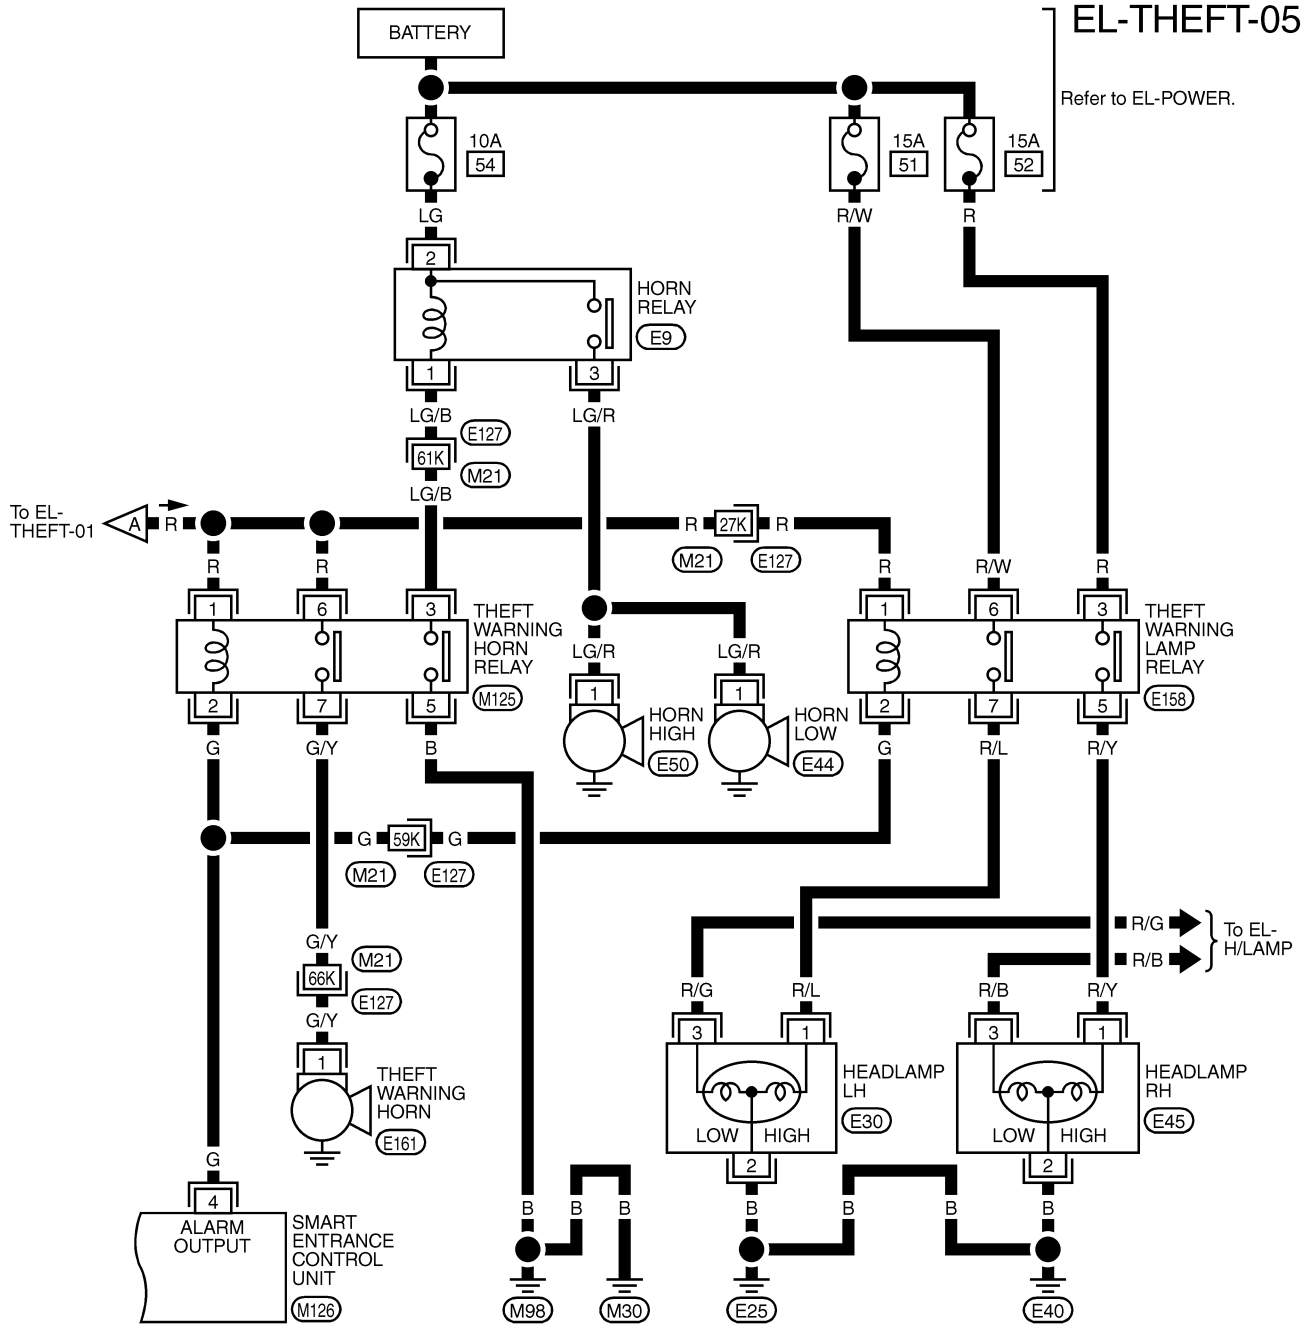 EL-THEFT-05
BATTERY
Refer to EL-POWER.
10A
54
15A
51
15A
52
LG
R/W
R
2
HORN
RELAY
E9
1
3
LG/B
LG/R
E127
61K
M21
LG/B
To EL-
THEFT-01
A
R
R
27K
R
M21
E127
R
R
R
R/W
R
1
6
3
THEFT
WARNING
HORN
RELAY
M125
1
6
3
THEFT
WARNING
LAMP
RELAY
E158
LG/R
LG/R
1
1
2
7
5
2
7
5
HORN
HIGH
E50
HORN
LOW
E44
G
G/Y
B
G
R/L
R/Y
G
59K
G
M21
E127
R/G
R/B
To EL-
H/LAMP
G/Y
M21
66K
E127
G/Y
1
THEFT
WARNING
HORN
E161
R/G
R/L
R/B
R/Y
3
1
3
1
LOW
HIGH
HEADLAMP
LH
E30
LOW
HIGH
HEADLAMP
RH
E45
2
2
G
4
ALARM
OUTPUT
SMART
ENTRANCE
CONTROL
UNIT
M126
B
B
B
B
B
B
B
M98
M30
E25
E40